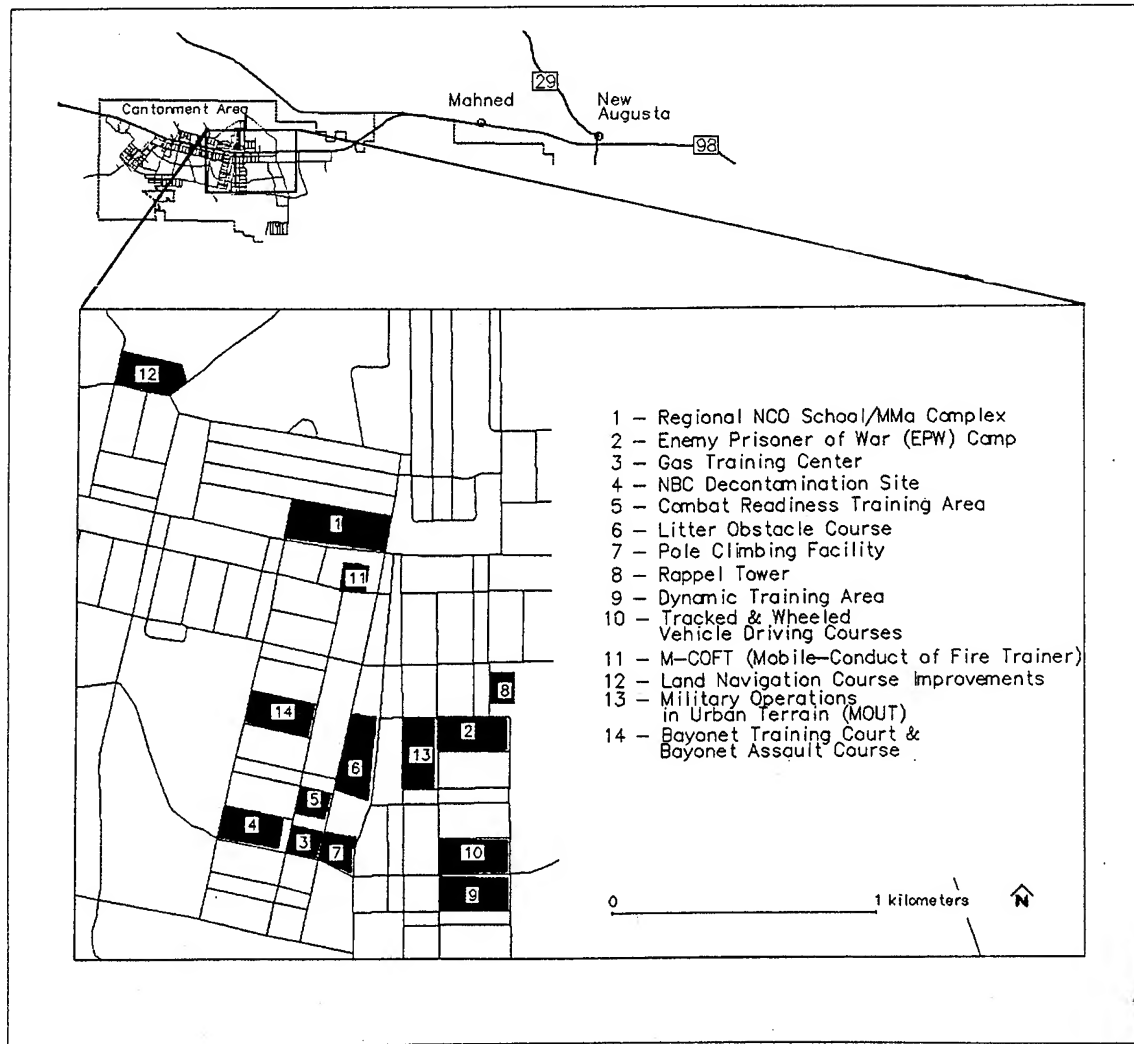 29
Mahned
New
Augusta
Cantonment Area
98
12
1
11
8
14
2
13
6
5
4
3
7
10
9
1 – Regional NCO School/MMa Complex
2 – Enemy Prisoner of War (EPW) Camp
3 – Gas Training Center
4 – NBC Decontamination Site
5 – Combat Readiness Training Area
6 – Litter Obstacle Course
7 – Pole Climbing Facility
8 – Rappel Tower
9 – Dynamic Training Area
10 – Tracked & Wheeled
Vehicle Driving Courses
11 – M–COFT (Mobile–Conduct of Fire Trainer)
12 – Land Navigation Course Improvements
13 – Military Operations
in Urban Terrain (MOUT)
14 – Bayonet Training Court &
Bayonet Assault Course
0 1 kilometers N